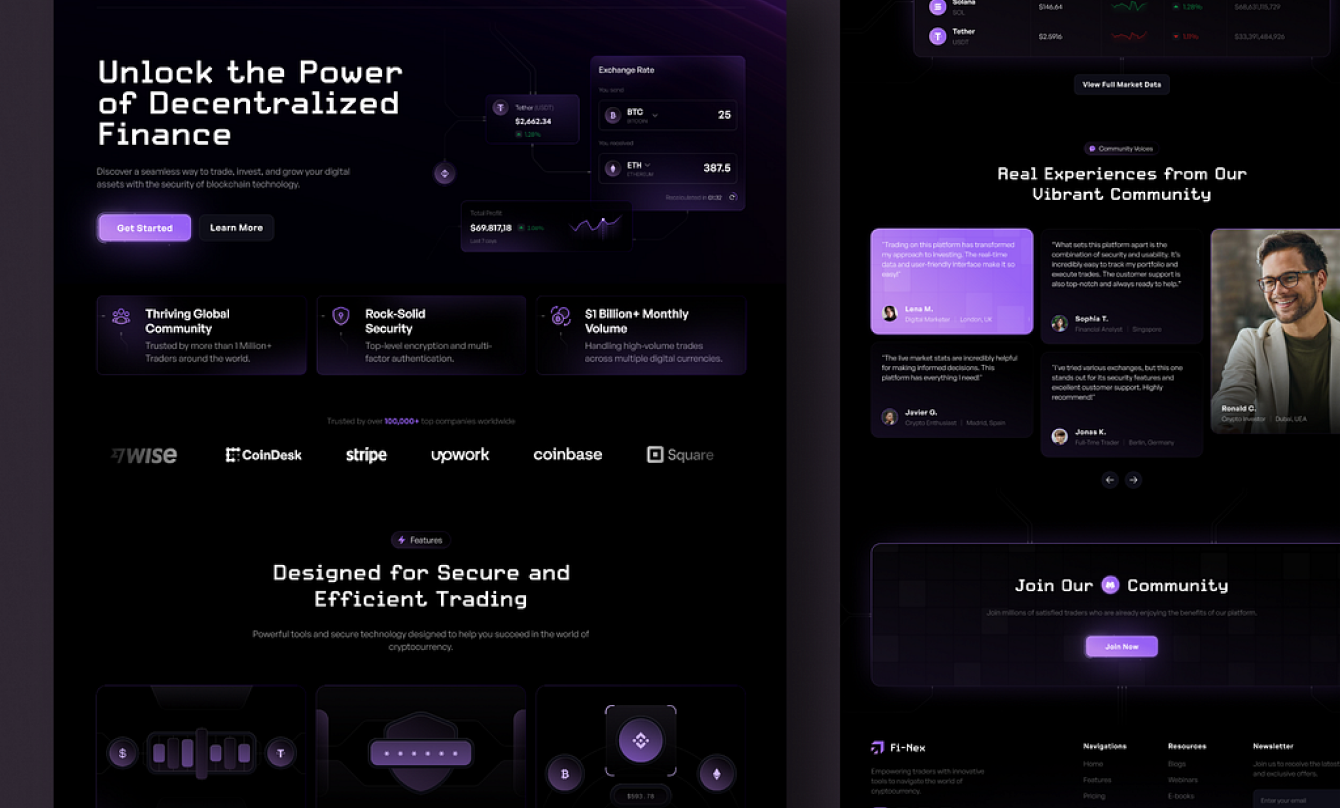 Unlock the Power
of Decentralized
Finance
Discover a seamless way to trade, invest, and grow your digital
assets with the security of blockchain technology.
Get Started
Learn More
Tether (USDT)
$2,662.34
1.28%
Exchange Rate
You send
BTC
BITCOIN
25
You received
ETH
ETHEREUM
387.5
Total Profit
$69.817,18
Last 7 days
Thriving Global
Community
Trusted by more than 1 Million+
Traders around the world.
Rock-Solid
Security
Top-level encryption and multi-
factor authentication.
$1 Billion+ Monthly
Volume
Handling high-volume trades
across multiple digital currencies.
Trusted by over 100,000+ top companies worldwide
WISE
CoinDesk
stripe
upwork
coinbase
Square
Features
Designed for Secure and
Efficient Trading
Powerful tools and secure technology designed to help you succeed in the world of
cryptocurrency.
Solana
SOL
$146.64
1.28%
$68,631,115,729
Tether
USDT
$2.5916
1.11%
$33,391,484,926
View Full Market Data
Community Voices
Real Experiences from Our
Vibrant Community
"Trading on this platform has transformed
my approach to investing. The real-time
data and user-friendly interface make it so
easy!"
Lena M.
Digital Marketer | London, UK
"What sets this platform apart is the
combination of security and usability. It's
incredibly easy to track my portfolio and
execute trades. The customer support is
also top-notch and always ready to help."
Sophia T.
Financial Analyst | Singapore
"The live market stats are incredibly helpful
for making informed decisions. This
platform has everything I need!"
Javier G.
Crypto Enthusiast | Madrid, Spain
"I've tried various exchanges, but this one
stands out for its security features and
excellent customer support. Highly
recommend!"
Jonas K.
Full-Time Trader | Berlin, Germany
Ronald C.
Crypto Investor | Dubai, UEA
Join Our Community
Join millions of satisfied traders who are already enjoying the benefits of our platform.
Join Now
Fi-Nex
Empowering traders with innovative
tools to navigate the world of
cryptocurrency.
Navigations
Home
Features
Pricing
Resources
Blogs
Webinars
E-books
Newsletter
Join us to receive the latest
and exclusive offers.
Enter your email